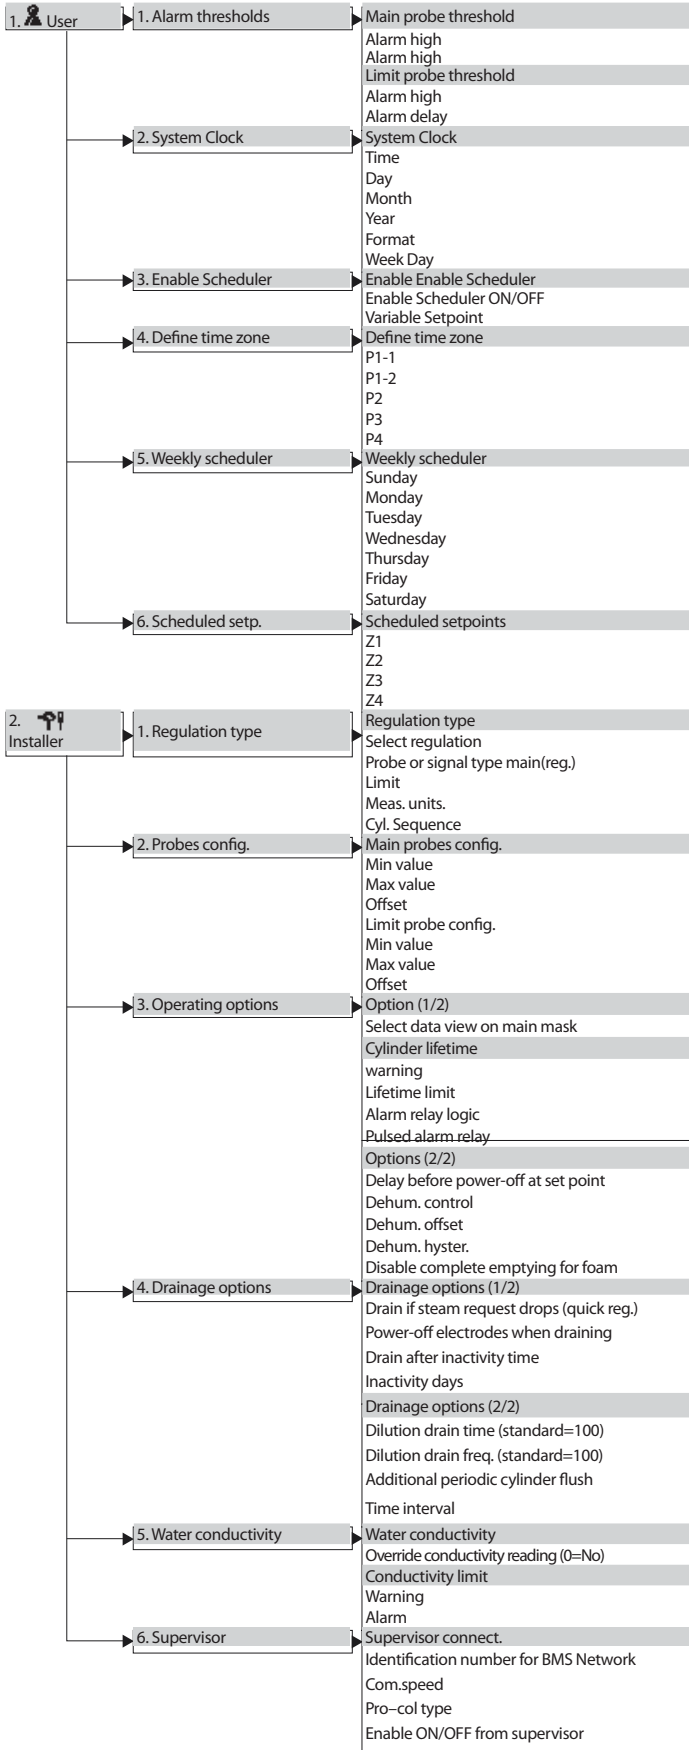 1. User
1. Alarm thresholds
Main probe threshold
Alarm high
Alarm high
Limit probe threshold
Alarm high
Alarm delay
2. System Clock
System Clock
Time
Day
Month
Year
Format
Week Day
3. Enable Scheduler
Enable Enable Scheduler
Enable Scheduler ON/OFF
Variable Setpoint
4. Define time zone
Define time zone
P1-1
P1-2
P2
P3
P4
5. Weekly scheduler
Weekly scheduler
Sunday
Monday
Tuesday
Wednesday
Thursday
Friday
Saturday
6. Scheduled setp.
Scheduled setpoints
Z1
Z2
Z3
Z4
2.
Installer
1. Regulation type
Regulation type
Select regulation
Probe or signal type main(reg.)
Limit
Meas. units.
Cyl. Sequence
2. Probes config.
Main probes config.
Min value
Max value
Offset
Limit probe config.
Min value
Max value
Offset
3. Operating options
Option (1/2)
Select data view on main mask
Cylinder lifetime
warning
Lifetime limit
Alarm relay logic
Pulsed alarm relay
Options (2/2)
Delay before power-off at set point
Dehum. control
Dehum. offset
Dehum. hyster.
Disable complete emptying for foam
4. Drainage options
Drainage options (1/2)
Drain if steam request drops (quick reg.)
Power-off electrodes when draining
Drain after inactivity time
Inactivity days
Drainage options (2/2)
Dilution drain time (standard=100)
Dilution drain freq. (standard=100)
Additional periodic cylinder flush
Time interval
5. Water conductivity
Water conductivity
Override conductivity reading (0=No)
Conductivity limit
Warning
Alarm
6. Supervisor
Supervisor connect.
Identification number for BMS Network
Com.speed
Pro–col type
Enable ON/OFF from supervisor